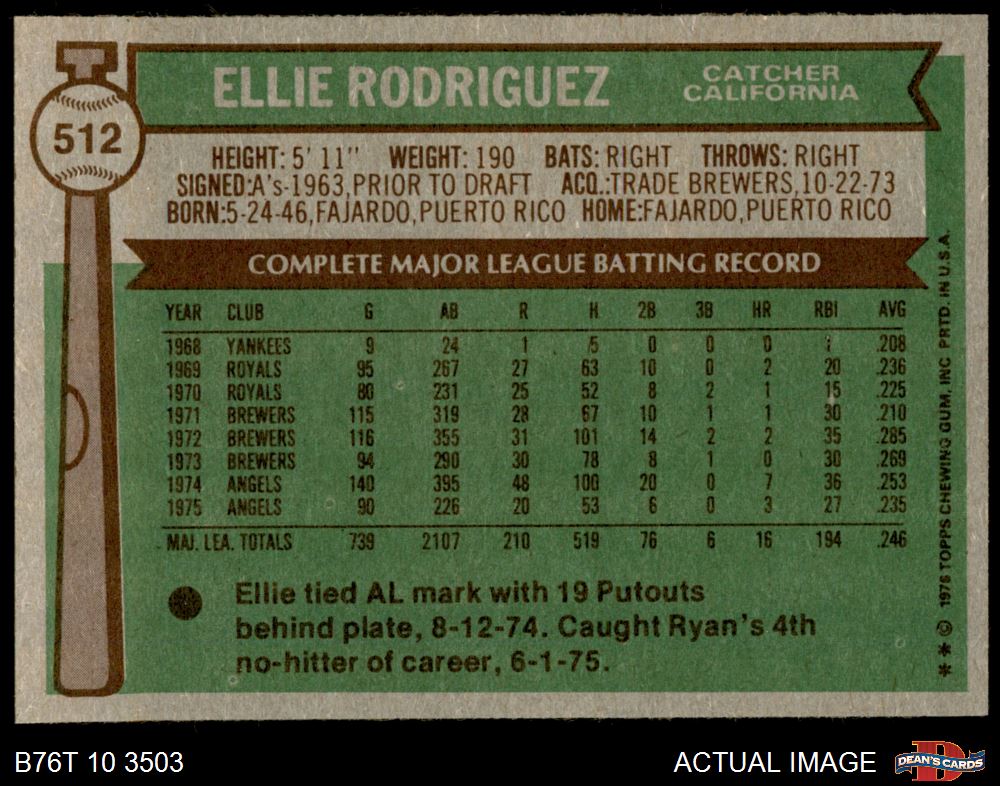 512
ELLIE RODRIGUEZ
CATCHER
CALIFORNIA
HEIGHT: 5' 11" WEIGHT: 190 BATS: RIGHT THROWS: RIGHT
SIGNED:A's-1963,PRIOR TO DRAFT ACQ.:TRADE BREWERS,10-22-73
BORN:5-24-46,FAJARDO,PUERTO RICO HOME:FAJARDO,PUERTO RICO
COMPLETE MAJOR LEAGUE BATTING RECORD
YEAR CLUB G AB R H 2B 3B HR RBI AVG
1968 YANKEES 9 24 1 5 0 0 0 1 .208
1969 ROYALS 95 267 27 63 10 0 2 20 .236
1970 ROYALS 80 231 25 52 8 2 1 15 .225
1971 BREWERS 115 319 28 67 10 1 1 30 .210
1972 BREWERS 116 355 31 101 14 2 2 35 .285
1973 BREWERS 94 290 30 78 8 1 0 30 .269
1974 ANGELS 140 395 48 100 20 0 7 36 .253
1975 ANGELS 90 226 20 53 6 0 3 27 .235
MAJ. LEA. TOTALS 739 2107 210 519 76 6 16 194 .246
Ellie tied AL mark with 19 Putouts
behind plate, 8-12-74. Caught Ryan's 4th
no-hitter of career, 6-1-75.
** © 1976 TOPPS CHEWING GUM, INC PRTD. IN U.S.A.
B76T 10 3503
ACTUAL IMAGE
DEAN'S CARDS